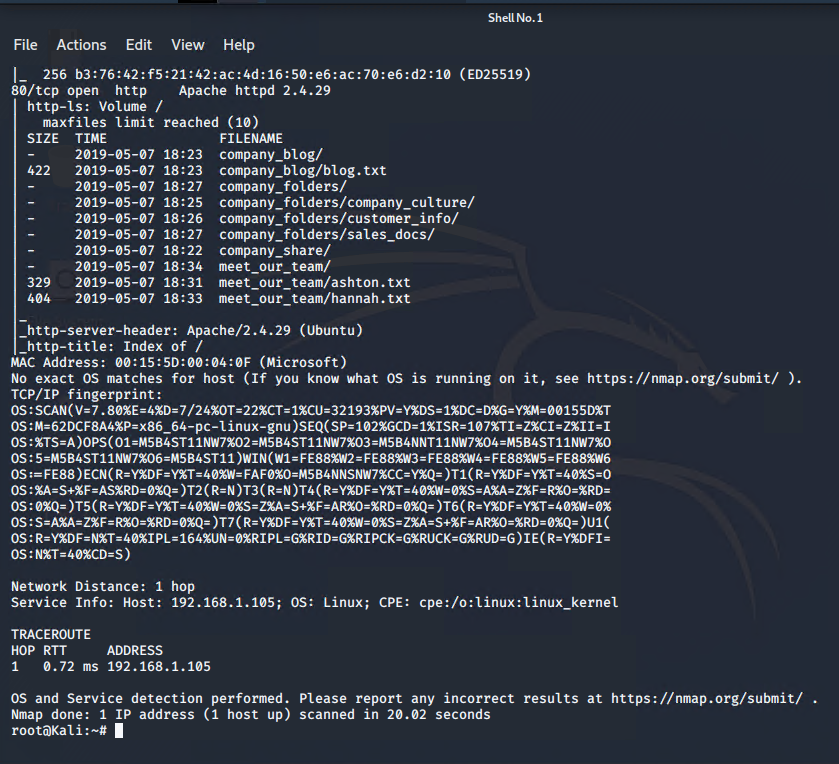 Shell No. 1
File Actions Edit View Help
|_  256 b3:76:42:f5:21:42:ac:4d:16:50:e6:ac:70:e6:d2:10 (ED25519)
80/tcp open  http    Apache httpd 2.4.29
| http-ls: Volume /
|   maxfiles limit reached (10)
| SIZE  TIME              FILENAME
| -     2019-05-07 18:23  company_blog/
| 422   2019-05-07 18:23  company_blog/blog.txt
| -     2019-05-07 18:27  company_folders/
| -     2019-05-07 18:25  company_folders/company_culture/
| -     2019-05-07 18:26  company_folders/customer_info/
| -     2019-05-07 18:27  company_folders/sales_docs/
| -     2019-05-07 18:22  company_share/
| -     2019-05-07 18:34  meet_our_team/
| 329   2019-05-07 18:31  meet_our_team/ashton.txt
| 404   2019-05-07 18:33  meet_our_team/hannah.txt
|_
|_http-server-header: Apache/2.4.29 (Ubuntu)
|_http-title: Index of /
MAC Address: 00:15:5D:00:04:0F (Microsoft)
No exact OS matches for host (If you know what OS is running on it, see https://nmap.org/submit/ ).
TCP/IP fingerprint:
OS:SCAN(V=7.80%E=4%D=7/24%OT=22%CT=1%CU=32193%PV=Y%DS=1%DC=D%G=Y%M=00155D%T
OS:M=62DCF8A4%P=x86_64-pc-linux-gnu)SEQ(SP=102%GCD=1%ISR=107%TI=Z%CI=Z%II=I
OS:%TS=A)OPS(O1=M5B4ST11NW7%O2=M5B4ST11NW7%O3=M5B4NNT11NW7%O4=M5B4ST11NW7%O
OS:5=M5B4ST11NW7%O6=M5B4ST11)WIN(W1=FE88%W2=FE88%W3=FE88%W4=FE88%W5=FE88%W6
OS:=FE88)ECN(R=Y%DF=Y%T=40%W=FAF0%O=M5B4NNSNW7%CC=Y%Q=)T1(R=Y%DF=Y%T=40%S=O
OS:%A=S+%F=AS%RD=0%Q=)T2(R=N)T3(R=N)T4(R=Y%DF=Y%T=40%W=0%S=A%A=Z%F=R%O=%RD=
OS:0%Q=)T5(R=Y%DF=Y%T=40%W=0%S=Z%A=S+%F=AR%O=%RD=0%Q=)T6(R=Y%DF=Y%T=40%W=0%
OS:S=A%A=Z%F=R%O=%RD=0%Q=)T7(R=Y%DF=Y%T=40%W=0%S=Z%A=S+%F=AR%O=%RD=0%Q=)U1(
OS:R=Y%DF=N%T=40%IPL=164%UN=0%RIPL=G%RID=G%RIPCK=G%RUCK=G%RUD=G)IE(R=Y%DFI=
OS:N%T=40%CD=S)
Network Distance: 1 hop
Service Info: Host: 192.168.1.105; OS: Linux; CPE: cpe:/o:linux:linux_kernel
TRACEROUTE
HOP RTT     ADDRESS
1   0.72 ms 192.168.1.105
OS and Service detection performed. Please report any incorrect results at https://nmap.org/submit/ .
Nmap done: 1 IP address (1 host up) scanned in 20.02 seconds
root@Kali:~#